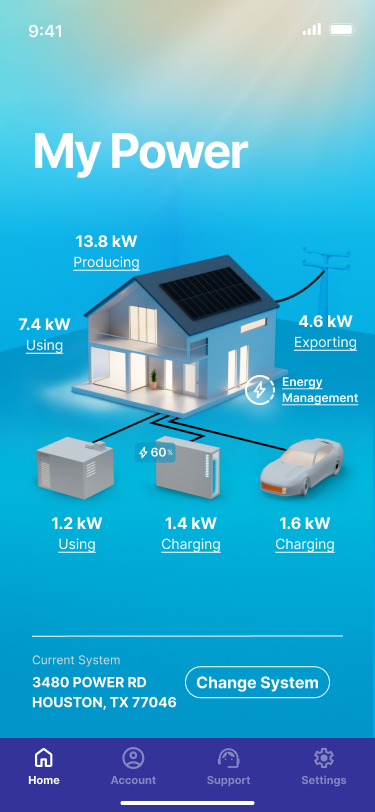 9:41
My Power
13.8 kW
Producing
7.4 kW
Using
4.6 kW
Exporting
Energy
Management
60%
1.2 kW
Using
1.4 kW
Charging
1.6 kW
Charging
Current System
3480 POWER RD
HOUSTON, TX 77046
Change System
Home
Account
Support
Settings